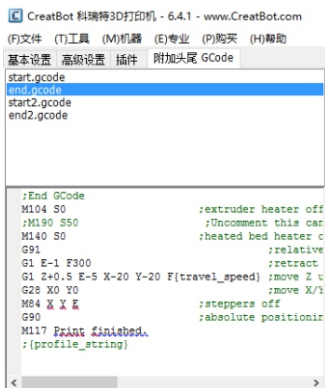 CreatBot 科瑞特3D打印机 - 6.4.1 - www.CreatBot.com
(F)文件 (T)工具 (M)机器 (E)专业 (P)购买 (H)帮助
基本设置 高级设置 插件 附加头尾 GCode
start.gcode
end.gcode
start2.gcode
end2.gcode
;End GCode
M104 S0 ;extruder heater off
;M190 S50 ;Uncomment this can
M140 S0 ;heated bed heater o
G91 ;relative
G1 E-1 F300 ;retract
G1 Z+0.5 E-5 X-20 Y-20 F{travel_speed} ;move Z u
G28 X0 Y0 ;move X/Y
M84 X Y E ;steppers off
G90 ;absolute positionin
M117 Print finished.
;{profile_string}